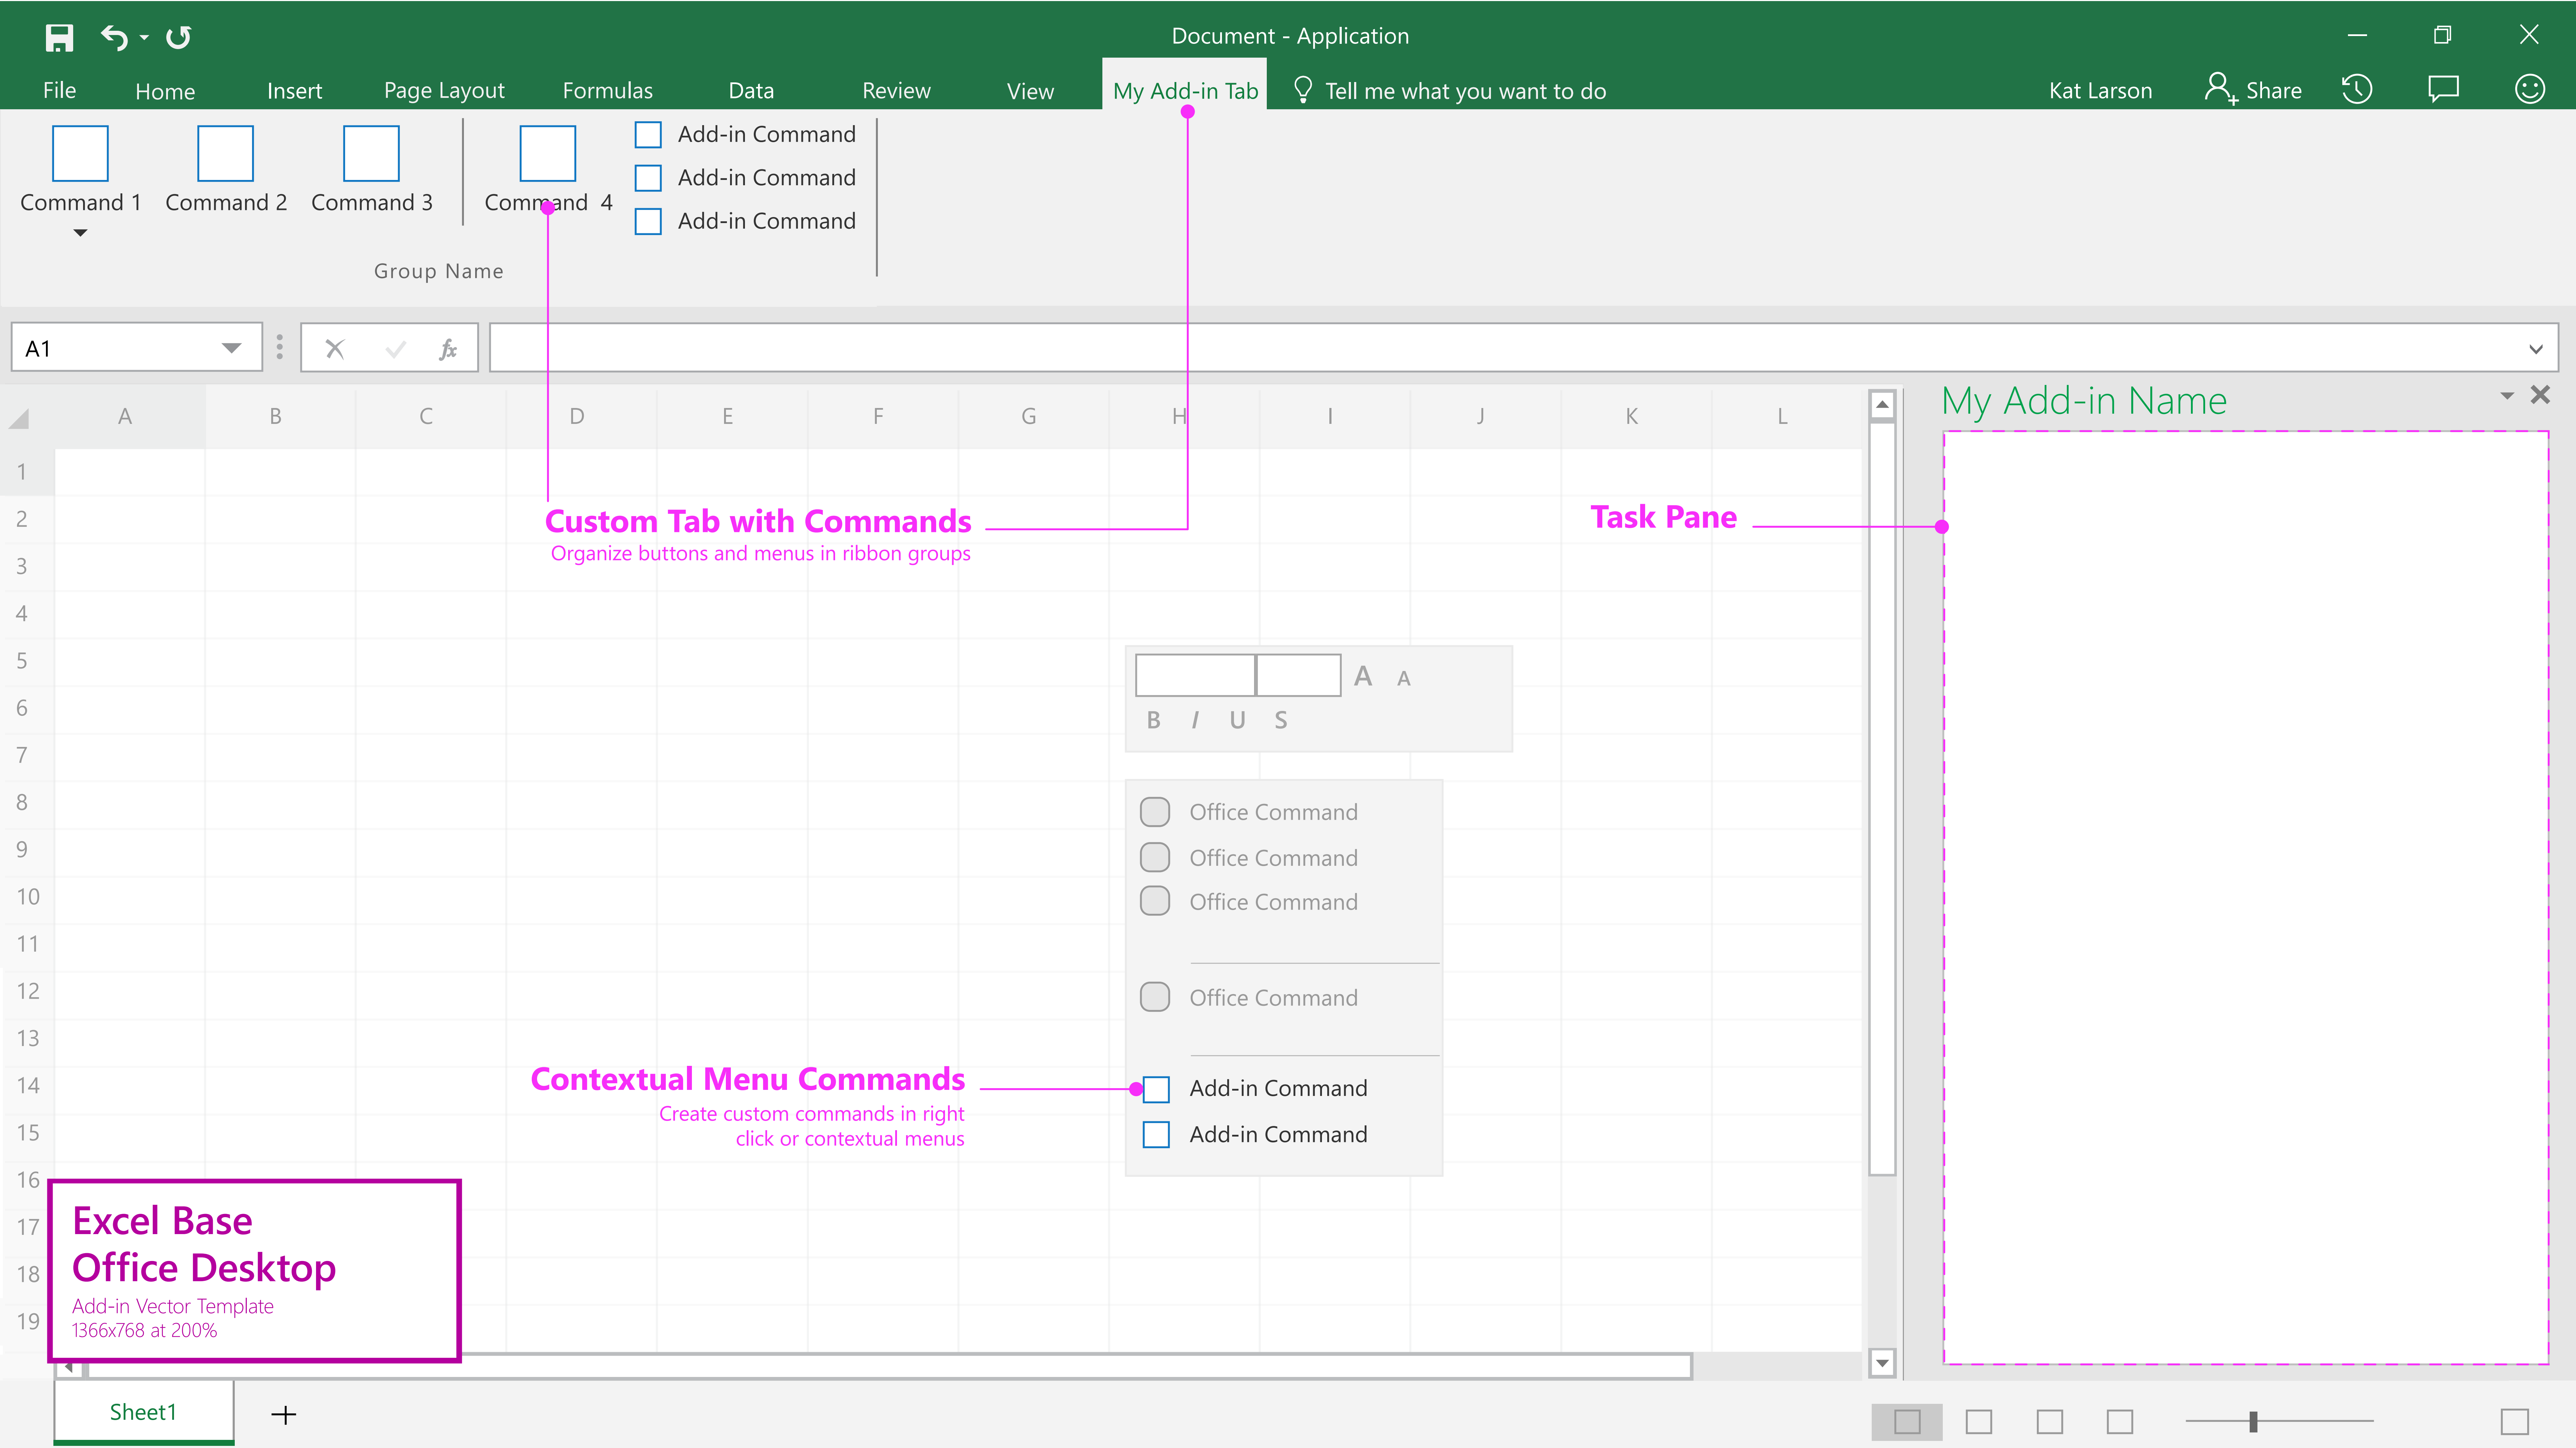 Document - Application
File Home Insert Page Layout Formulas Data Review View My Add-in Tab Tell me what you want to do Kat Larson Share
Command 1 Command 2 Command 3 Command 4
Add-in Command
Add-in Command
Add-in Command
Group Name
A1 fx
My Add-in Name
A B C D E F G H I J K L
1
2
Custom Tab with Commands
Organize buttons and menus in ribbon groups
Task Pane
3
4
5
A A
6
B I U S
7
8
Office Command
9
Office Command
10
Office Command
11
12
Office Command
13
14
Contextual Menu Commands
Create custom commands in right
click or contextual menus
Add-in Command
15
Add-in Command
16
17
18
19
Excel Base
Office Desktop
Add-in Vector Template
1366x768 at 200%
Sheet1